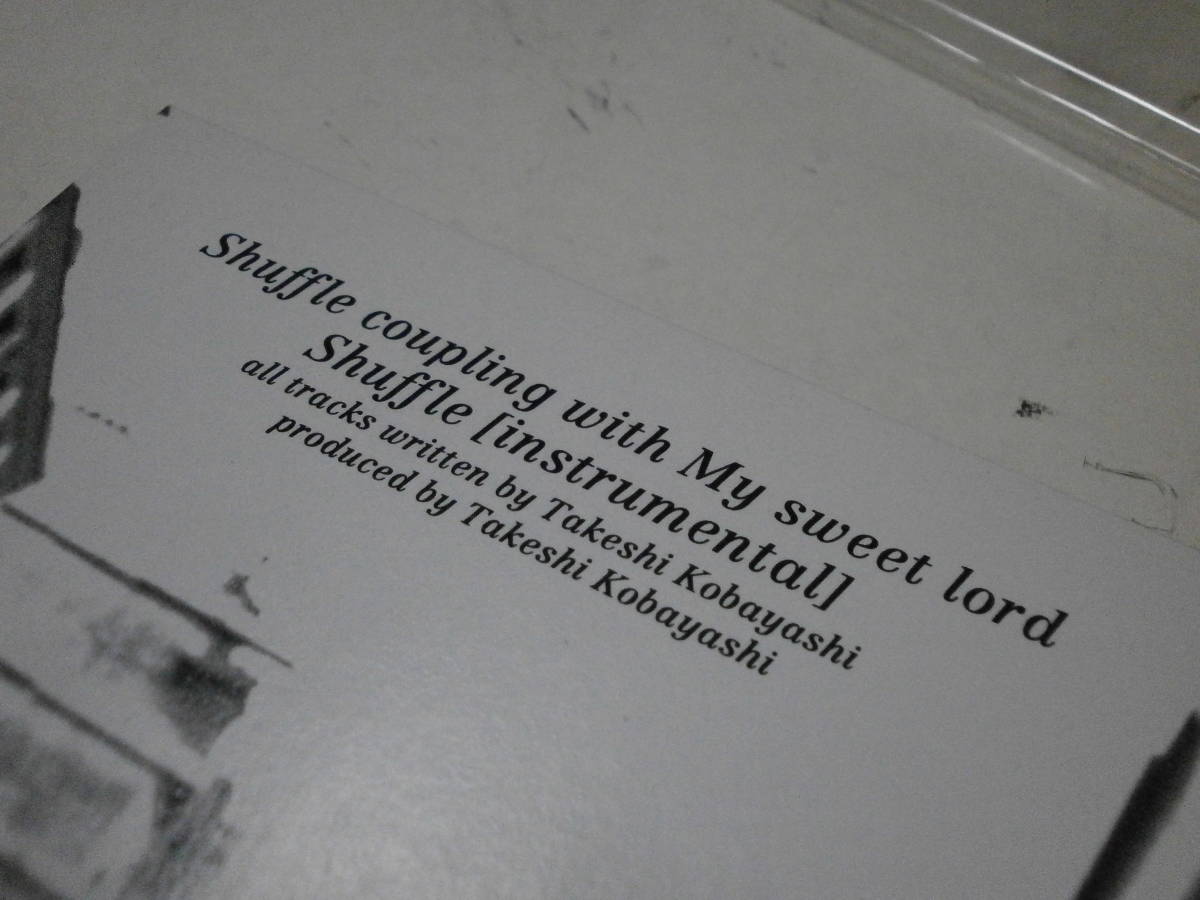 Shuffle coupling with My sweet lord
Shuffle [instrumental]
all tracks written by Takeshi Kobayashi
produced by Takeshi Kobayashi